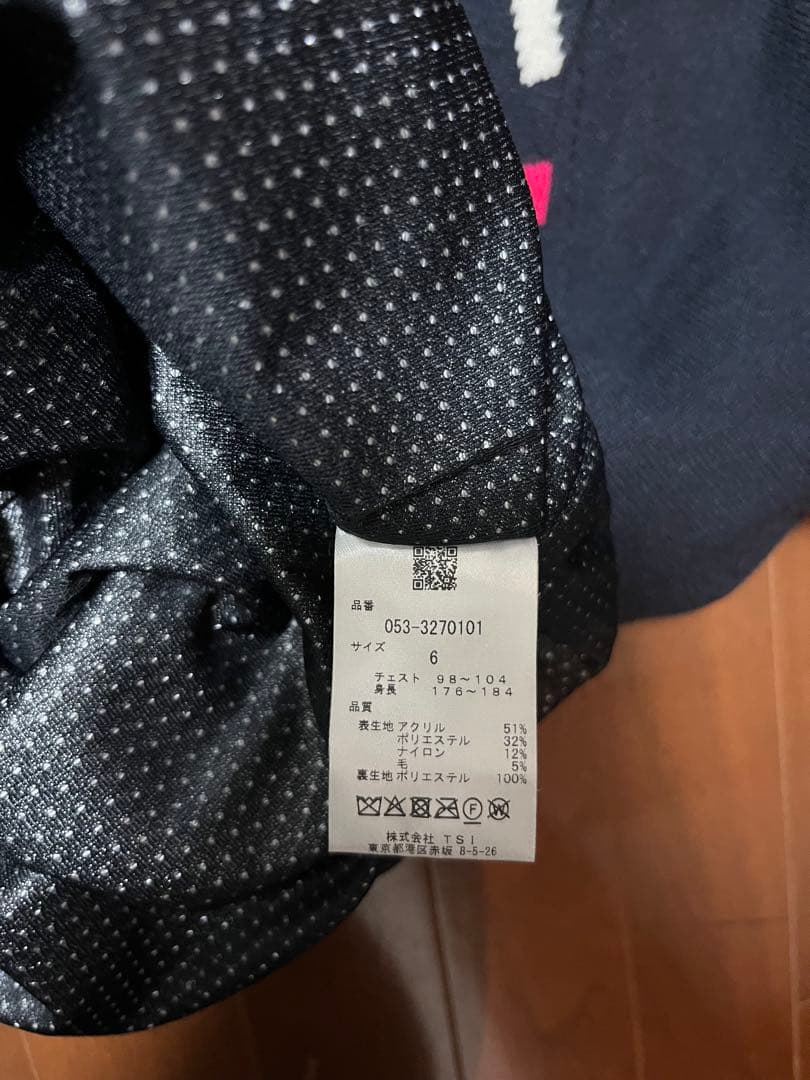 品番
053-3270101
サイズ
6
チェスト 98～104
身長 176～184
品質
表生地 アクリル 51%
ポリエステル 32%
ナイロン 12%
毛 5%
裏生地 ポリエステル 100%
F W
株式会社 TSI
東京都港区赤坂 8-5-26